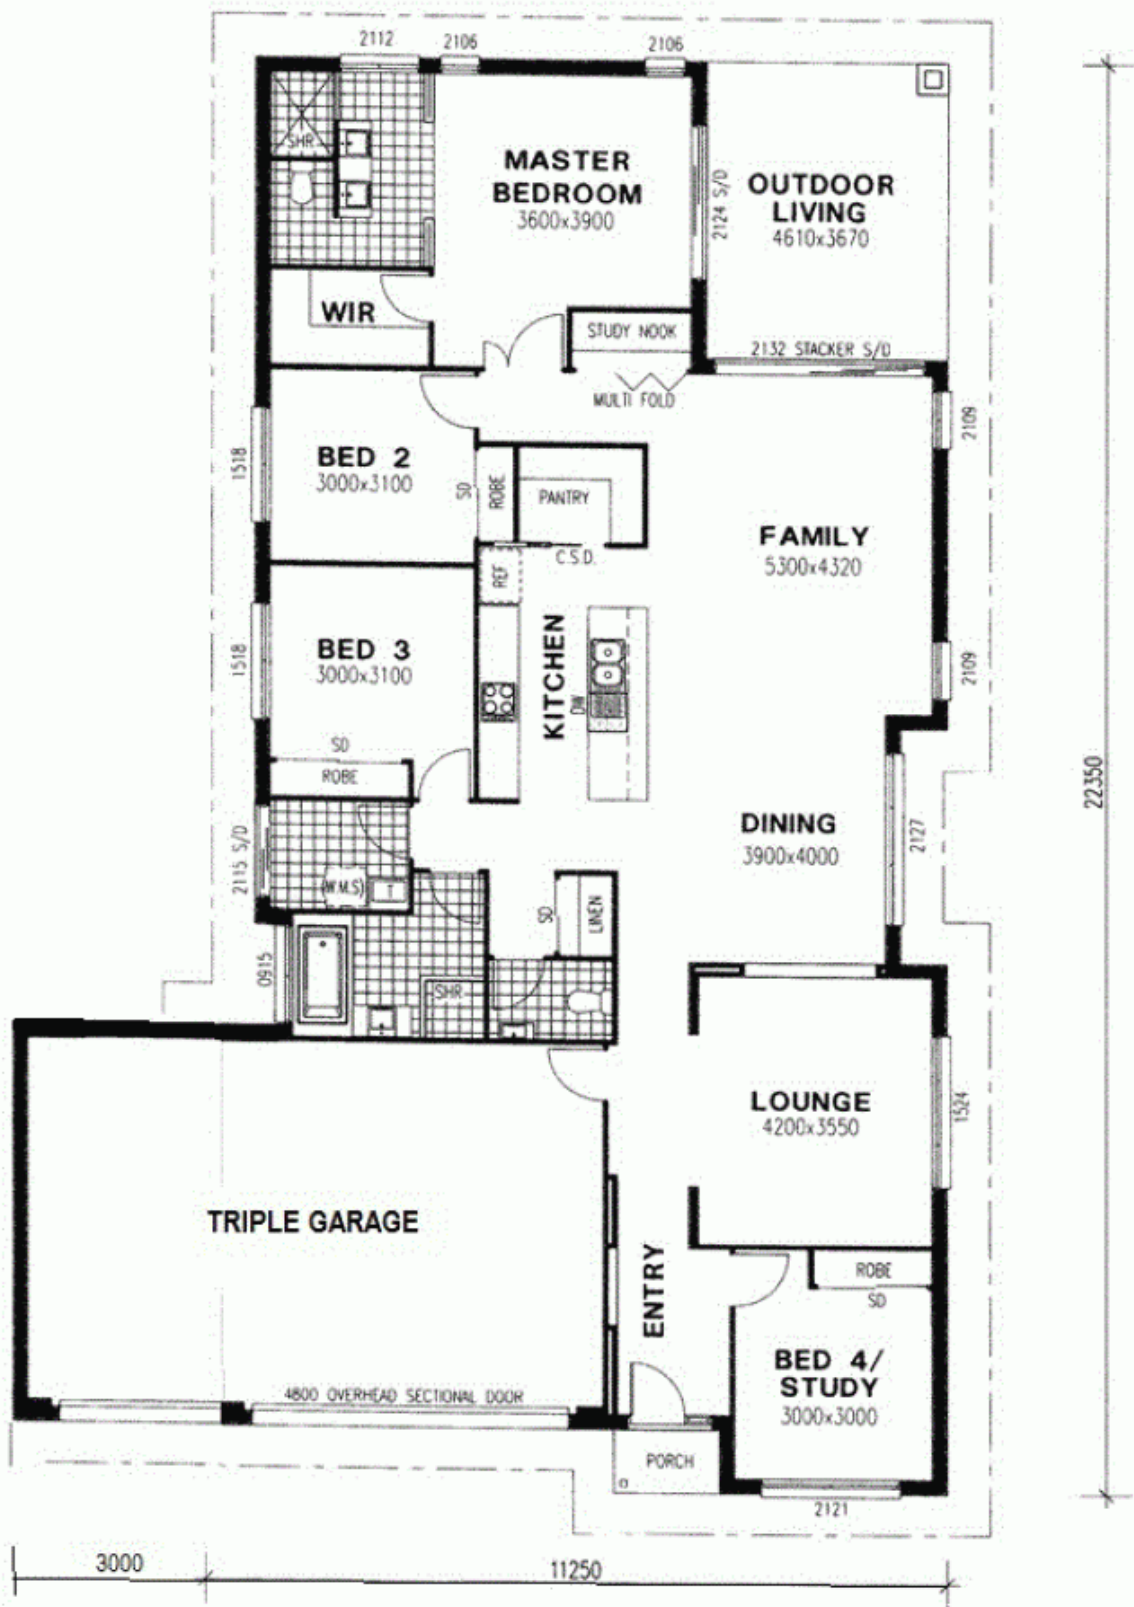 2112
2106
2106
SHR
MASTER
BEDROOM
3600x3900
2124 S/D
OUTDOOR
LIVING
4610x3670
WIR
STUDY NOOK
2132 STACKER S/D
MULTI FOLD
2109
BED 2
3000x3100
1518
SD
ROBE
PANTRY
C.S.D.
FAMILY
5300x4320
REF
KITCHEN
DW
BED 3
3000x3100
1518
2109
SD
ROBE
22350
DINING
3900x4000
2127
2115 S/D
(W.M.S)
T
SD
LINEN
0915
SHR
LOUNGE
4200x3550
1524
TRIPLE GARAGE
ENTRY
ROBE
SD
BED 4/
STUDY
3000x3000
4800 OVERHEAD SECTIONAL DOOR
PORCH
2121
3000
11250